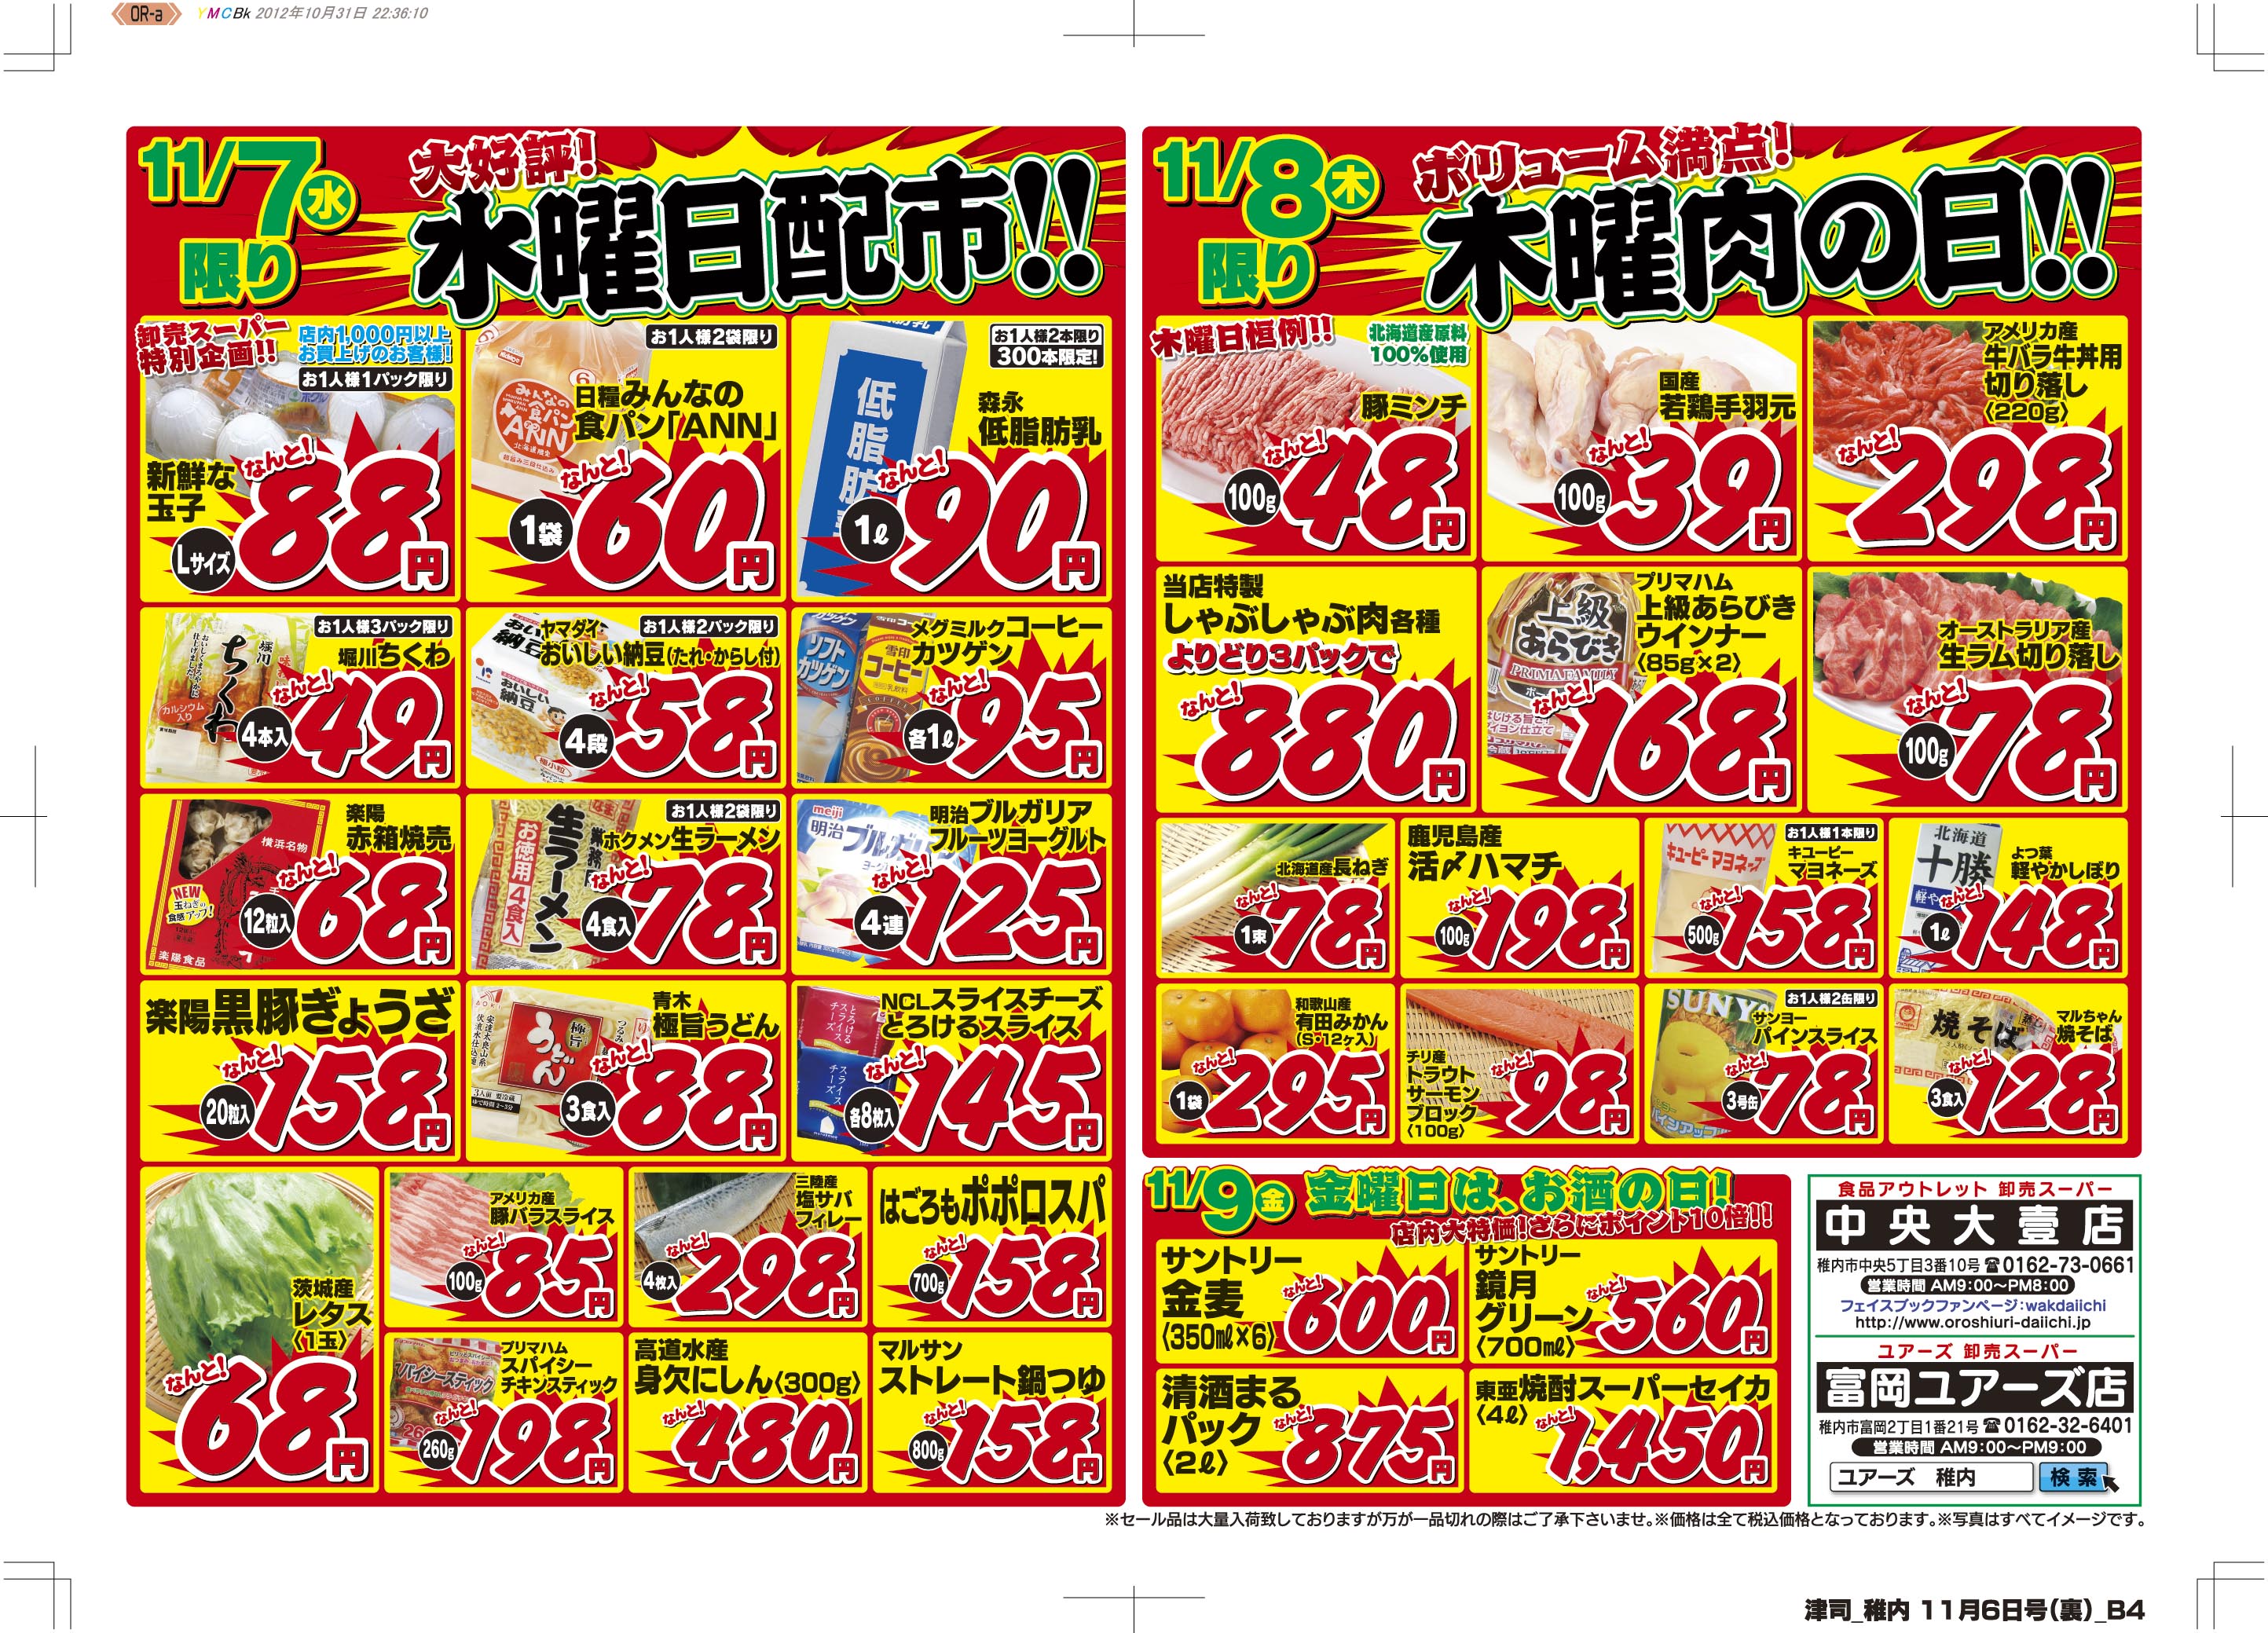 OR-a
YMCBk 2012年10月31日 22:36:10
11/7水
限り
大好評!
水曜日配市!!
卸売スーパー
特別企画!!
店内1,000円以上
お買上げのお客様!
お1人様1パック限り
新鮮な
玉子
Lサイズ
なんと!
88円
お1人様2袋限り
日糧みんなの
食パン「ANN」
1袋
なんと!
60円
お1人様2本限り
300本限定!
森永
低脂肪乳
1ℓ
なんと!
90円
お1人様3パック限り
堀川ちくわ
4本入
なんと!
49円
お1人様2パック限り
ヤマダイ
おいしい納豆(たれ・からし付)
4段
なんと!
58円
メグミルクコーヒー
カツゲン
各1ℓ
なんと!
95円
楽陽
赤箱焼売
12粒入
なんと!
68円
お1人様2袋限り
ホクメン生ラーメン
4食入
なんと!
78円
明治ブルガリア
フルーツヨーグルト
4連
なんと!
125円
楽陽黒豚ぎょうざ
20粒入
なんと!
158円
青木
極旨うどん
3食入
なんと!
88円
NCLスライスチーズ
とろけるスライス
各8枚入
なんと!
145円
茨城産
レタス
〈1玉〉
なんと!
68円
アメリカ産
豚バラスライス
100g
なんと!
85円
三陸産
塩サバ
フィレー
4枚入
なんと!
298円
はごろもポポロスパ
700g
なんと!
158円
プリマハム
スパイシー
チキンスティック
260g
なんと!
198円
高道水産
身欠にしん〈300g〉
なんと!
480円
マルサン
ストレート鍋つゆ
800g
なんと!
158円
11/8木
限り
ボリューム満点!
木曜肉の日!!
木曜日恒例!!
北海道産原料
100%使用
豚ミンチ
100g
なんと!
48円
国産
若鶏手羽元
100g
なんと!
39円
アメリカ産
牛バラ牛丼用
切り落し
〈220g〉
なんと!
298円
当店特製
しゃぶしゃぶ肉各種
よりどり3パックで
なんと!
880円
プリマハム
上級あらびき
ウインナー
〈85g×2〉
なんと!
168円
オーストラリア産
生ラム切り落し
100g
なんと!
78円
北海道産長ねぎ
1束
なんと!
78円
鹿児島産
活〆ハマチ
100g
なんと!
198円
お1人様1本限り
キユーピー
マヨネーズ
500g
なんと!
158円
よつ葉
軽やかしぼり
1ℓ
なんと!
148円
和歌山産
有田みかん
(S・12ヶ入)
1袋
なんと!
295円
チリ産
トラウト
サーモン
ブロック
〈100g〉
なんと!
98円
お1人様2缶限り
サンヨー
パインスライス
3号缶
なんと!
78円
マルちゃん
焼そば
3食入
なんと!
128円
11/9金
金曜日は、お酒の日!
店内大特価!さらにポイント10倍!!
サントリー
金麦
〈350㎖×6〉
なんと!
600円
サントリー
鏡月
グリーン
〈700㎖〉
なんと!
560円
清酒まる
パック
〈2ℓ〉
なんと!
875円
東亜焼酎スーパーセイカ
〈4ℓ〉
なんと!
1,450円
食品アウトレット 卸売スーパー
中央大壹店
稚内市中央5丁目3番10号☎0162-73-0661
営業時間 AM9:00〜PM8:00
フェイスブックファンページ:wakdaiichi
http://www.oroshiuri-daiichi.jp
ユアーズ 卸売スーパー
富岡ユアーズ店
稚内市富岡2丁目1番21号☎0162-32-6401
営業時間 AM9:00〜PM9:00
ユアーズ 稚内
検索
※セール品は大量入荷致しておりますが万が一品切れの際はご了承下さいませ。※価格は全て税込価格となっております。※写真はすべてイメージです。
津司_稚内 11月6日号(裏)_B4